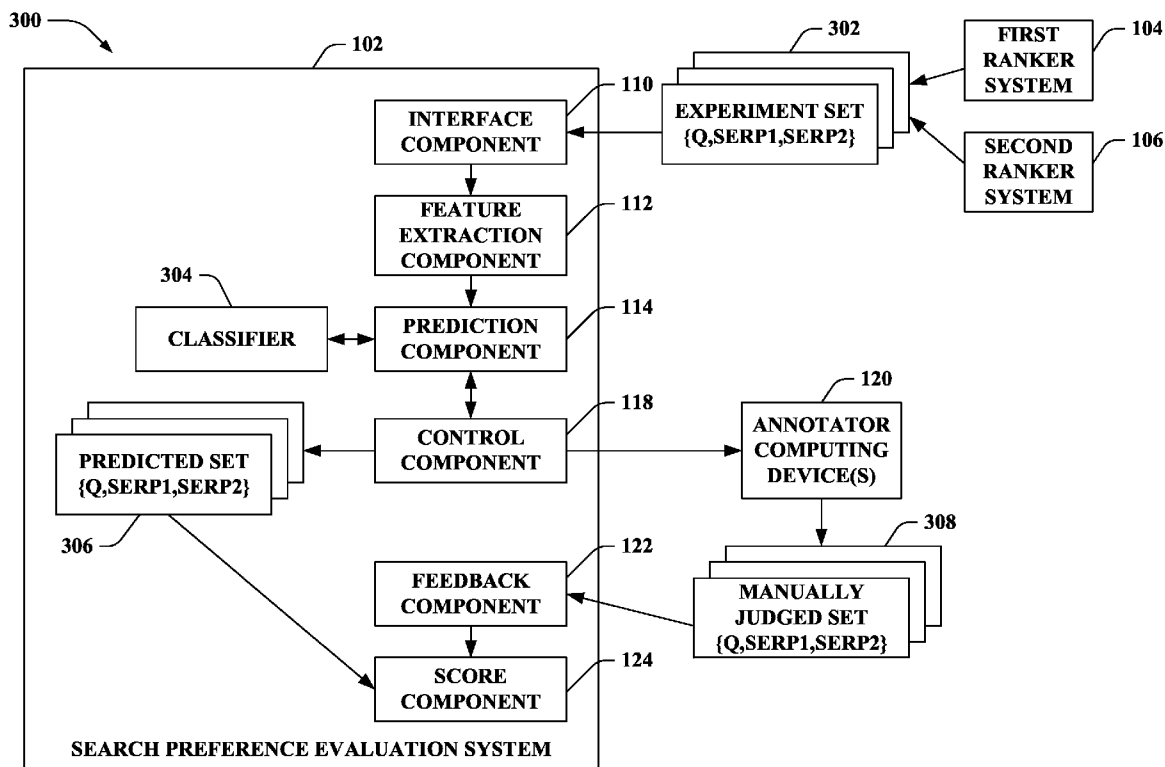 300
102
302
104
FIRST
RANKER
SYSTEM
110
INTERFACE
COMPONENT
EXPERIMENT SET
{Q,SERP1,SERP2}
106
SECOND
RANKER
SYSTEM
112
FEATURE
EXTRACTION
COMPONENT
304
114
CLASSIFIER
PREDICTION
COMPONENT
120
118
CONTROL
COMPONENT
ANNOTATOR
COMPUTING
DEVICE(S)
PREDICTED SET
{Q,SERP1,SERP2}
306
308
122
FEEDBACK
COMPONENT
MANUALLY
JUDGED SET
{Q,SERP1,SERP2}
124
SCORE
COMPONENT
SEARCH PREFERENCE EVALUATION SYSTEM